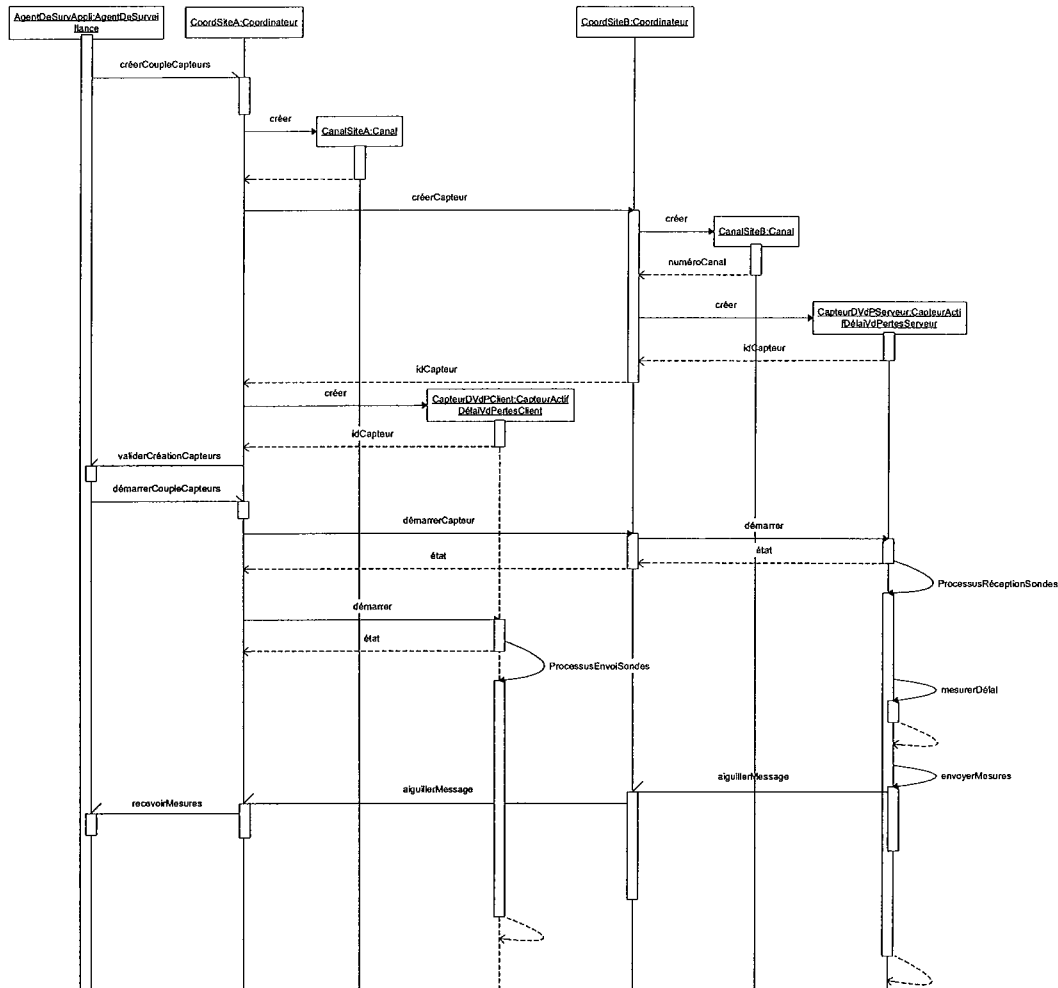 AgentDeSurvAppli:AgentDeSurvei
llance
CoordSiteA:Coordinateur
CoordSiteB:Coordinateur
créerCoupleCapteurs
créer
CanalSiteA:Canal
créerCapteur
créer
CanalSiteB:Canal
numéroCanal
créer
CapteurDVdPServeur:CapteurActi
fDélaiVdPertesServeur
idCapteur
idCapteur
créer
CapteurDVdPClient:CapteurActif
DélaiVdPertesClient
idCapteur
validerCréationCapteurs
démarrerCoupleCapteurs
démarrerCapteur
démarrer
état
état
ProcessusRéceptionSondes
démarrer
état
ProcessusEnvoiSondes
mesurerDélai
envoyerMesures
aiguillerMessage
aiguillerMessage
recevoirMesures